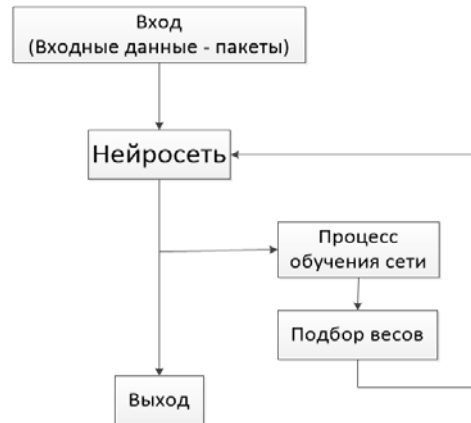 Вход
(Входные данные - пакеты)
Нейросеть
Процесс
обучения сети
Подбор весов
Выход